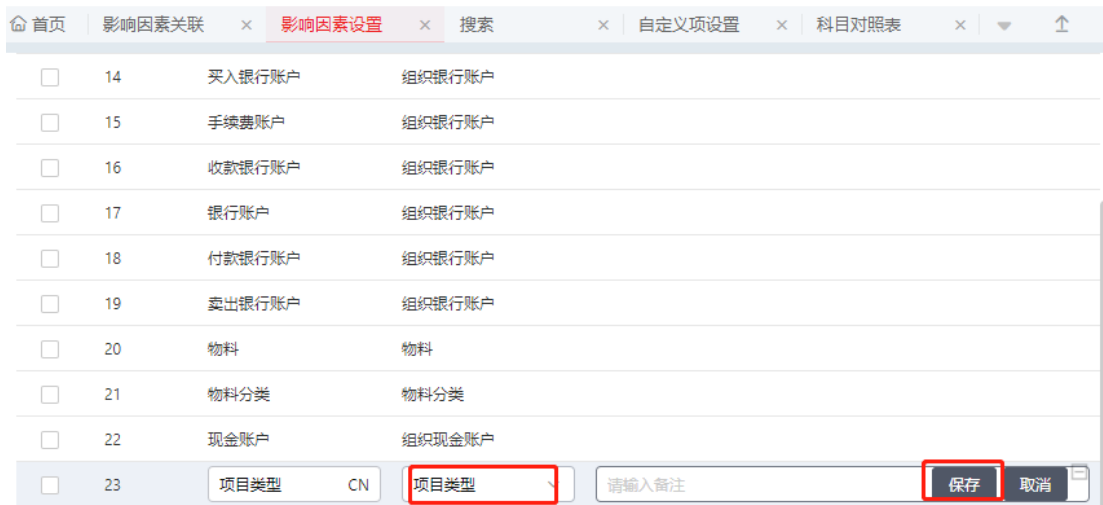 首页 影响因素关联 × 影响因素设置 × 搜索 × 自定义项设置 × 科目对照表 ×
14 买入银行账户 组织银行账户
15 手续费账户 组织银行账户
16 收款银行账户 组织银行账户
17 银行账户 组织银行账户
18 付款银行账户 组织银行账户
19 卖出银行账户 组织银行账户
20 物料 物料
21 物料分类 物料分类
22 现金账户 组织现金账户
23 项目类型 CN 项目类型 请输入备注 保存 取消